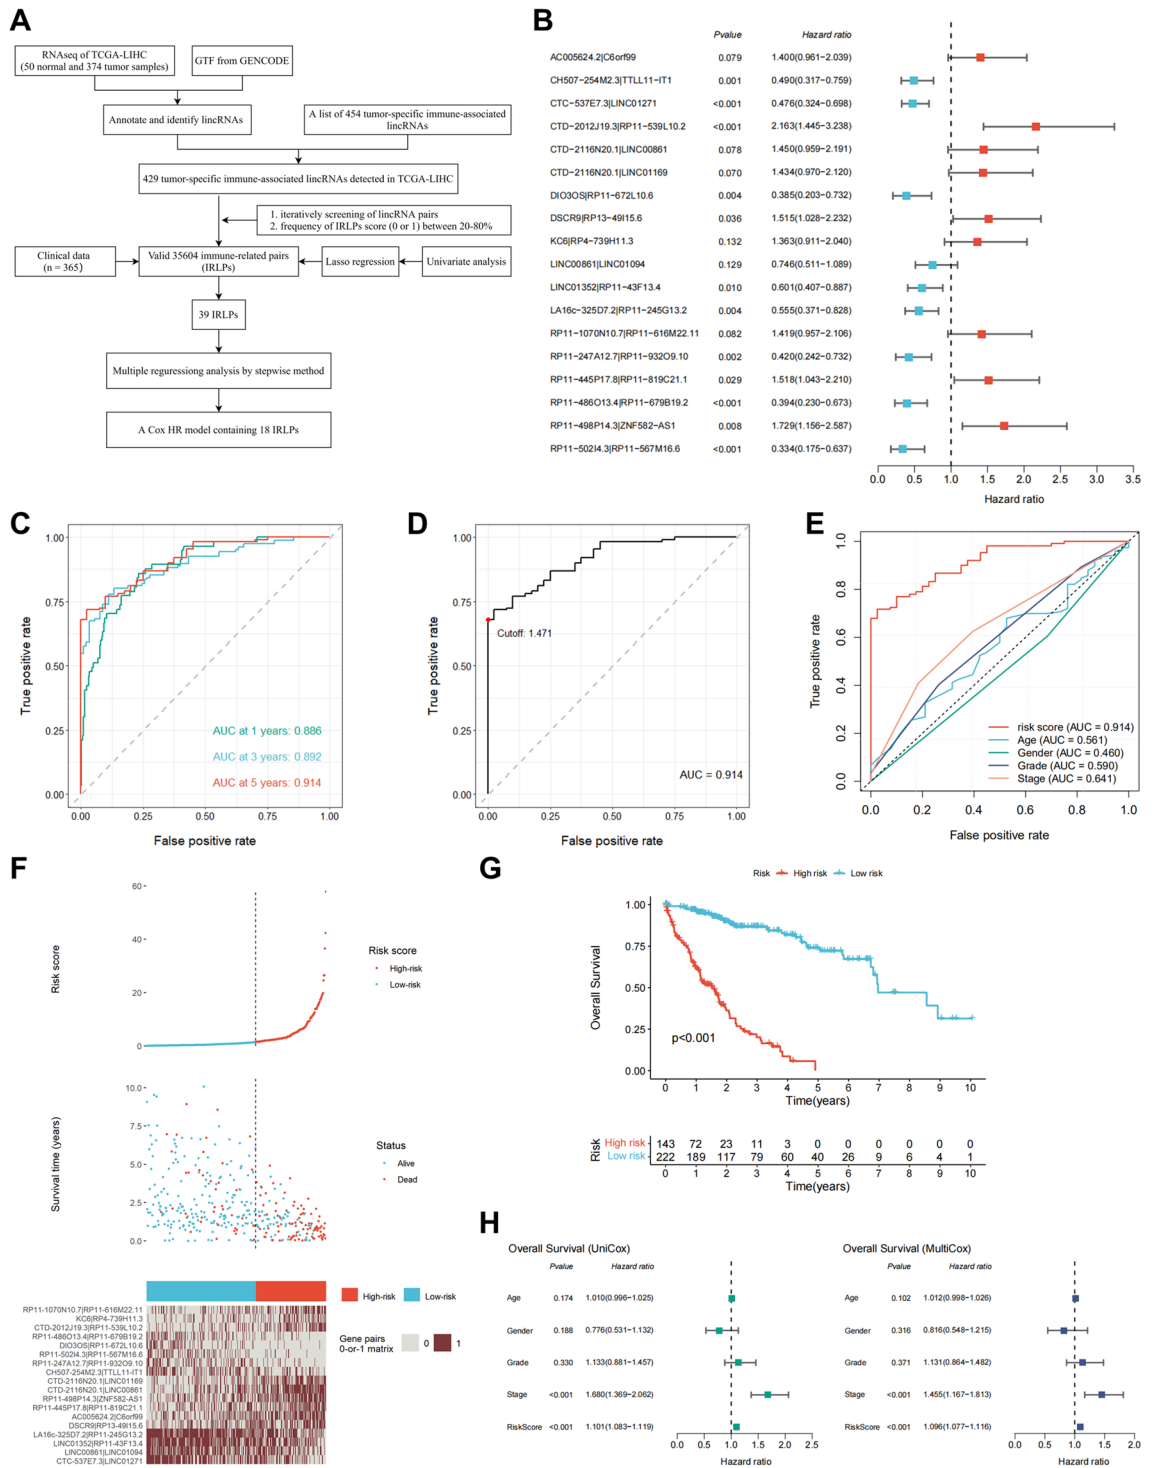 A
RNAseq of TCGA-LIHC
(50 normal and 374 tumor samples)
GTF from GENCODE
Annotate and identify lincRNAs
A list of 454 tumor-specific immune-associated
lincRNAs
429 tumor-specific immune-associated lincRNAs detected in TCGA-LIHC
1. iteratively screening of lincRNA pairs
2. frequency of IRLPs score (0 or 1) between 20-80%
Clinical data
(n = 365)
Valid 35604 immune-related pairs
(IRLPs)
Lasso regression
Univariate analysis
39 IRLPs
Multiple reguressiong analysis by stepwise method
A Cox HR model containing 18 IRLPs
B
Pvalue Hazard ratio
AC005624.2|C6orf99 0.079 1.400(0.961−2.039)
CH507−254M2.3|TTLL11−IT1 0.001 0.490(0.317−0.759)
CTC−537E7.3|LINC01271 <0.001 0.476(0.324−0.698)
CTD−2012J19.3|RP11−539L10.2 <0.001 2.163(1.445−3.238)
CTD−2116N20.1|LINC00861 0.078 1.450(0.959−2.191)
CTD−2116N20.1|LINC01169 0.070 1.434(0.970−2.120)
DIO3OS|RP11−672L10.6 0.004 0.385(0.203−0.732)
DSCR9|RP13−49I15.6 0.036 1.515(1.028−2.232)
KC6|RP4−739H11.3 0.132 1.363(0.911−2.040)
LINC00861|LINC01094 0.129 0.746(0.511−1.089)
LINC01352|RP11−43F13.4 0.010 0.601(0.407−0.887)
LA16c−325D7.2|RP11−245G13.2 0.004 0.555(0.371−0.828)
RP11−1070N10.7|RP11−616M22.11 0.082 1.419(0.957−2.106)
RP11−247A12.7|RP11−932O9.10 0.002 0.420(0.242−0.732)
RP11−445P17.8|RP11−819C21.1 0.029 1.518(1.043−2.210)
RP11−486O13.4|RP11−679B19.2 <0.001 0.394(0.230−0.673)
RP11−498P14.3|ZNF582−AS1 0.008 1.729(1.156−2.587)
RP11−502I4.3|RP11−567M16.6 <0.001 0.334(0.175−0.637)
0.0 0.5 1.0 1.5 2.0 2.5 3.0 3.5
Hazard ratio
C
True positive rate
1.00
0.75
0.50
0.25
0.00
AUC at 1 years: 0.886
AUC at 3 years: 0.892
AUC at 5 years: 0.914
0.00 0.25 0.50 0.75 1.00
False positive rate
D
True positive rate
1.00
0.75
0.50
0.25
0.00
Cutoff: 1.471
AUC = 0.914
0.00 0.25 0.50 0.75 1.00
False positive rate
E
True positive rate
1.0
0.8
0.6
0.4
0.2
0.0
risk score (AUC = 0.914)
Age (AUC = 0.561)
Gender (AUC = 0.460)
Grade (AUC = 0.590)
Stage (AUC = 0.641)
0.0 0.2 0.4 0.6 0.8 1.0
False positive rate
F
Risk score
60
40
20
0
Risk score
High-risk
Low-risk
Survival time (years)
10.0
7.5
5.0
2.5
0.0
Status
Alive
Dead
High-risk Low-risk
Gene pairs
0-or-1 matrix
0 1
RP11-1070N10.7|RP11-616M22.11
KC6|RP4-739H11.3
CTD-2012J19.3|RP11-539L10.2
RP11-486O13.4|RP11-679B19.2
DIO3OS|RP11-672L10.6
RP11-502I4.3|RP11-567M16.6
RP11-247A12.7|RP11-932O9.10
CH507-254M2.3|TTLL11-IT1
CTD-2116N20.1|LINC01169
CTD-2116N20.1|LINC00861
RP11-498P14.3|ZNF582-AS1
RP11-445P17.8|RP11-819C21.1
AC005624.2|C6orf99
DSCR9|RP13-49I15.6
LA16c-325D7.2|RP11-245G13.2
LINC01352|RP11-43F13.4
LINC00861|LINC01094
CTC-537E7.3|LINC01271
G
Risk High risk Low risk
Overall Survival
1.00
0.75
0.50
0.25
0.00
p<0.001
0 1 2 3 4 5 6 7 8 9 10
Time(years)
Risk
High risk 143 72 23 11 3 0 0 0 0 0 0
Low risk 222 189 117 79 60 40 26 9 6 4 1
0 1 2 3 4 5 6 7 8 9 10
Time(years)
H
Overall Survival (UniCox)
Pvalue Hazard ratio
Age 0.174 1.010(0.996−1.025)
Gender 0.188 0.776(0.531−1.132)
Grade 0.330 1.133(0.881−1.457)
Stage <0.001 1.680(1.369−2.062)
RiskScore <0.001 1.101(1.083−1.119)
0.0 0.5 1.0 1.5 2.0 2.5
Hazard ratio
Overall Survival (MultiCox)
Pvalue Hazard ratio
Age 0.102 1.012(0.998−1.026)
Gender 0.316 0.816(0.548−1.215)
Grade 0.371 1.131(0.864−1.482)
Stage <0.001 1.455(1.167−1.813)
RiskScore <0.001 1.096(1.077−1.116)
0.0 0.5 1.0 1.5 2.0
Hazard ratio